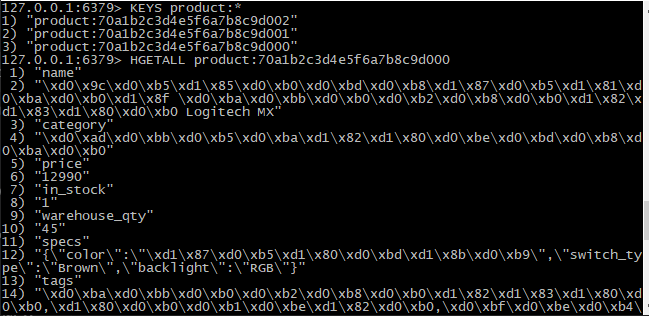 127.0.0.1:6379> KEYS product:*
1) "product:70a1b2c3d4e5f6a7b8c9d002"
2) "product:70a1b2c3d4e5f6a7b8c9d001"
3) "product:70a1b2c3d4e5f6a7b8c9d000"
127.0.0.1:6379> HGETALL product:70a1b2c3d4e5f6a7b8c9d000
 1) "name"
 2) "\xd0\x9c\xd0\xb5\xd1\x85\xd0\xb0\xd0\xbd\xd0\xb8\xd1\x87\xd0\xb5\xd1\x81\xd
0\xba\xd0\xb0\xd1\x8f \xd0\xba\xd0\xbb\xd0\xb0\xd0\xb2\xd0\xb8\xd0\xb0\xd1\x82\x
d1\x83\xd1\x80\xd0\xb0 Logitech MX"
 3) "category"
 4) "\xd0\xad\xd0\xbb\xd0\xb5\xd0\xba\xd1\x82\xd1\x80\xd0\xbe\xd0\xbd\xd0\xb8\xd
0\xba\xd0\xb0"
 5) "price"
 6) "12990"
 7) "in_stock"
 8) "1"
 9) "warehouse_qty"
10) "45"
11) "specs"
12) "{\"color\":\"\xd1\x87\xd0\xb5\xd1\x80\xd0\xbd\xd1\x8b\xd0\xb9\",\"switch_ty
pe\":\"Brown\",\"backlight\":\"RGB\"}"
13) "tags"
14) "\xd0\xba\xd0\xbb\xd0\xb0\xd0\xb2\xd0\xb8\xd0\xb0\xd1\x82\xd1\x83\xd1\x80\xd
0\xb0,\xd1\x80\xd0\xb0\xd0\xb1\xd0\xbe\xd1\x82\xd0\xb0,\xd0\xbf\xd0\xbe\xd0\xb4\